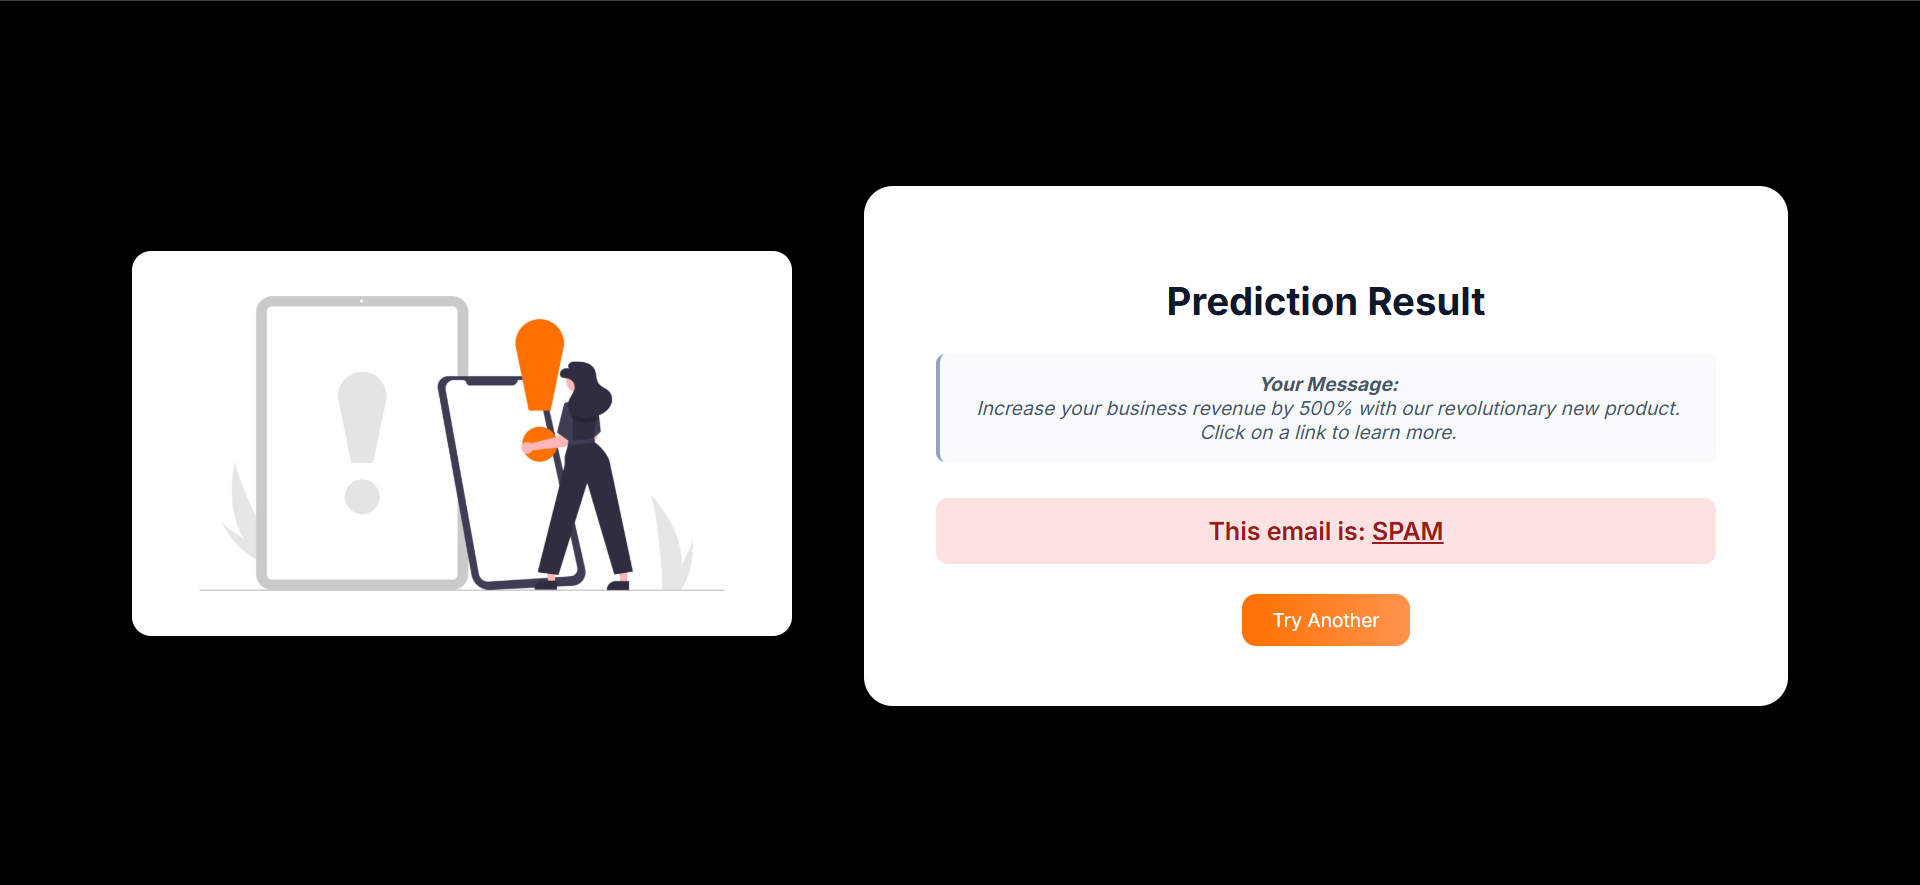 Prediction Result
Your Message:
Increase your business revenue by 500% with our revolutionary new product.
Click on a link to learn more.
This email is: SPAM
Try Another